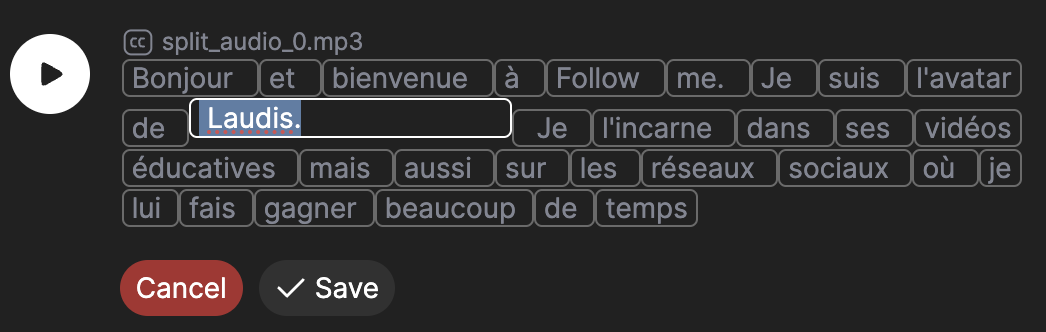 cc split_audio_0.mp3
Bonjour et bienvenue à Follow me. Je suis l'avatar
de Laudis. Je l'incarne dans ses vidéos
éducatives mais aussi sur les réseaux sociaux où je
lui fais gagner beaucoup de temps
Cancel Save